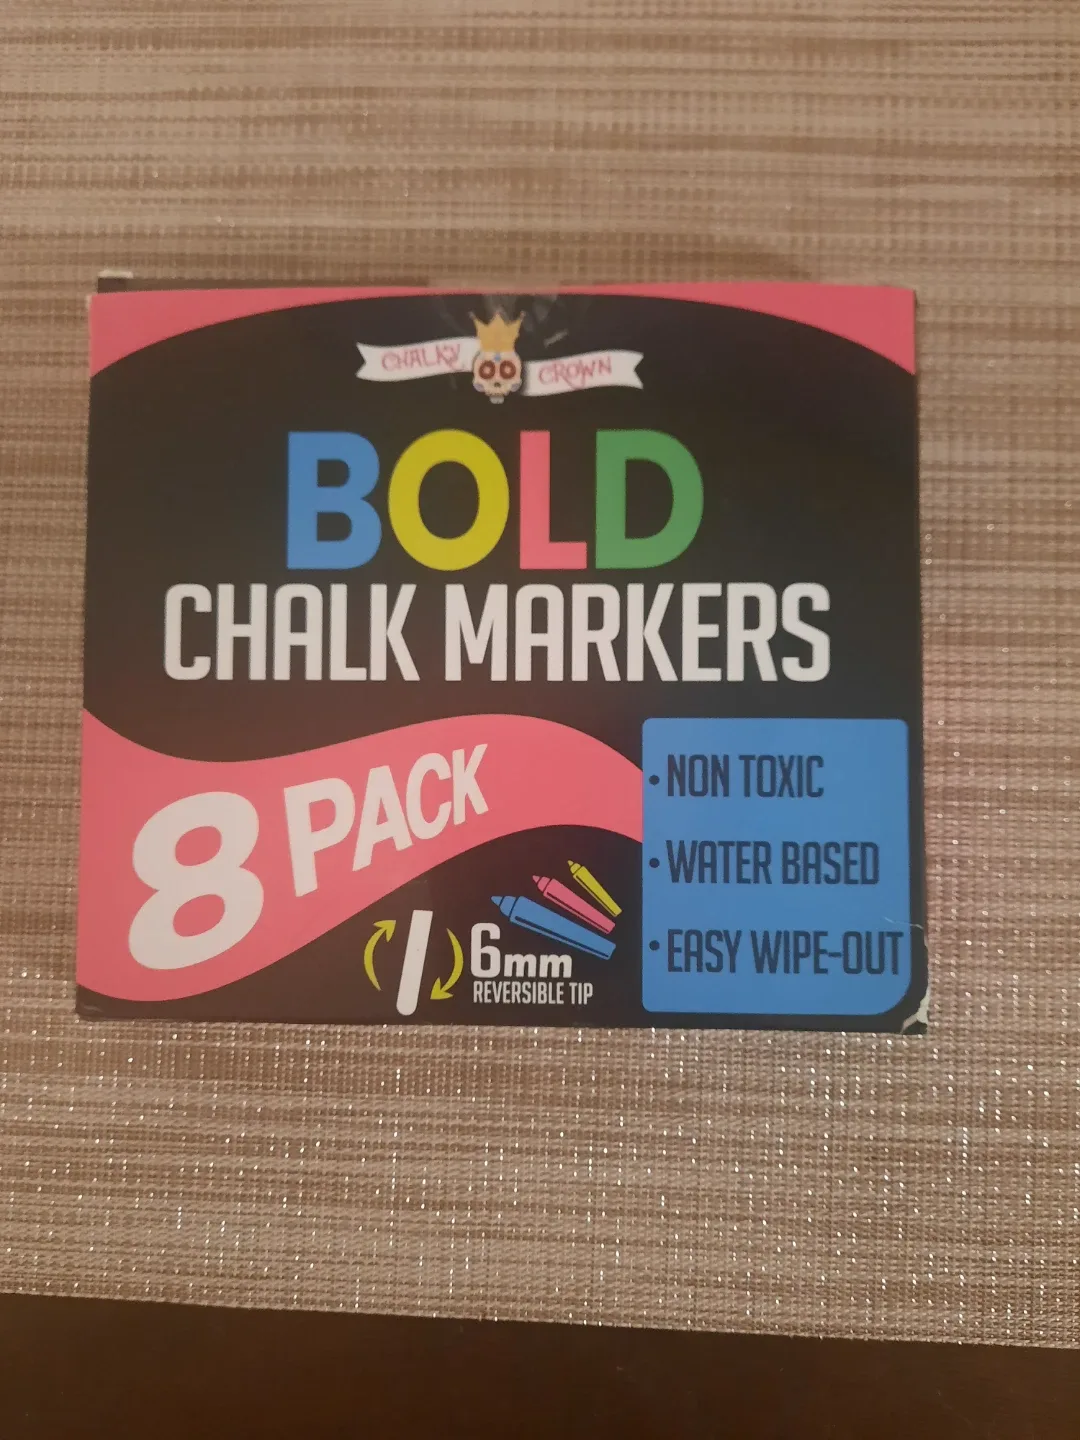 CHALKY CROWN
BOLD
CHALK MARKERS
8 PACK
6mm
REVERSIBLE TIP
• NON TOXIC
• WATER BASED
• EASY WIPE-OUT